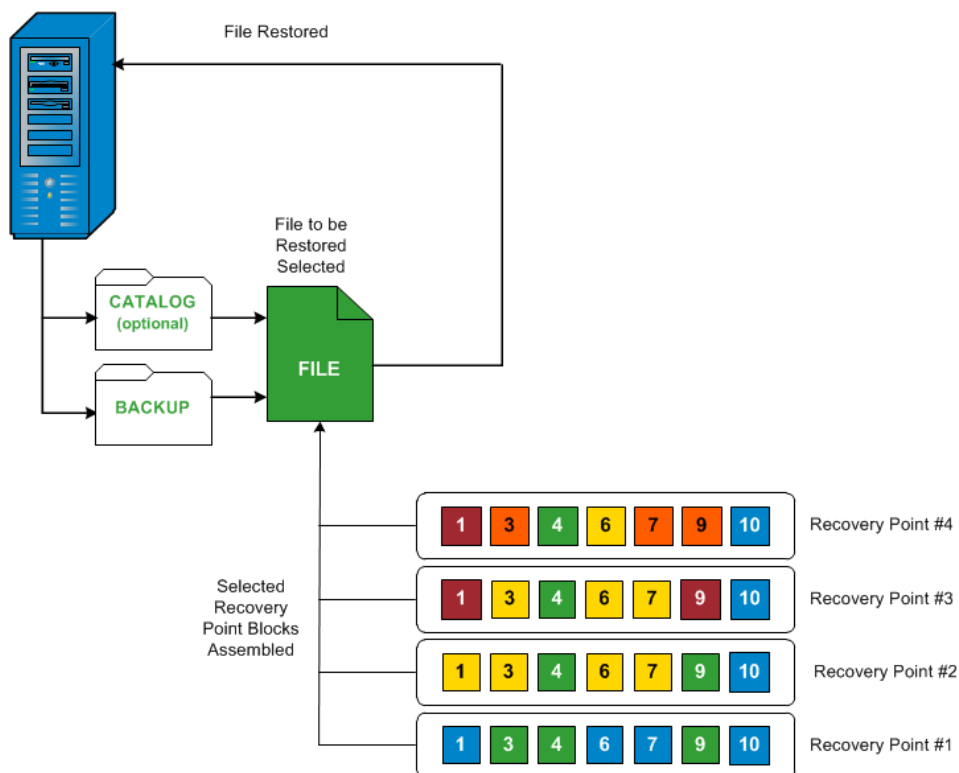 File Restored
File to be
Restored
Selected
CATALOG
(optional)
FILE
BACKUP
1 3 4 6 7 9 10 Recovery Point #4
Selected
Recovery
Point Blocks
Assembled
1 3 4 6 7 9 10 Recovery Point #3
1 3 4 6 7 9 10 Recovery Point #2
1 3 4 6 7 9 10 Recovery Point #1